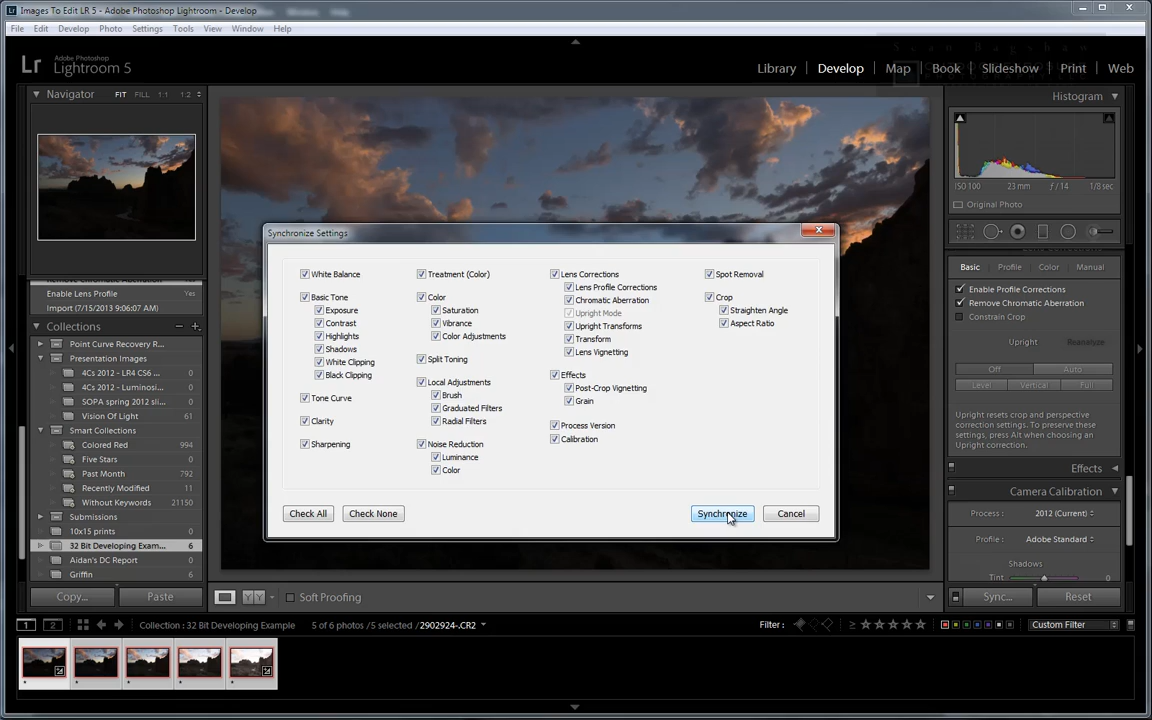 Images To Edit LR 5 - Adobe Photoshop Lightroom - Develop
File Edit Develop Photo Settings Tools View Window Help
Lr Adobe Photoshop
Lightroom 5
Library | Develop | Map | Book | Slideshow | Print | Web
Navigator FIT FILL 1:1 1:2
Enable Lens Profile Yes
Import (7/15/2013 9:06:07 AM)
Collections
Point Curve Recovery R...
Presentation Images
4Cs 2012 - LR4 CS6 ... 0
4Cs 2012 - Luminosi... 0
SOPA spring 2012 sli... 0
Vision Of Light 61
Smart Collections
Colored Red 994
Five Stars 0
Past Month 792
Recently Modified 11
Without Keywords 21150
Submissions
10x15 prints 0
32 Bit Developing Exam... 6
Aidan's DC Report 0
Griffin 6
Copy... Paste
Synchronize Settings
White Balance
Basic Tone
Exposure
Contrast
Highlights
Shadows
White Clipping
Black Clipping
Tone Curve
Clarity
Sharpening
Treatment (Color)
Color
Saturation
Vibrance
Color Adjustments
Split Toning
Local Adjustments
Brush
Graduated Filters
Radial Filters
Noise Reduction
Luminance
Color
Lens Corrections
Lens Profile Corrections
Chromatic Aberration
Upright Mode
Upright Transforms
Transform
Lens Vignetting
Effects
Post-Crop Vignetting
Grain
Process Version
Calibration
Spot Removal
Crop
Straighten Angle
Aspect Ratio
Check All Check None Synchronize Cancel
Histogram
ISO 100 23 mm ƒ / 14 1/8 sec
Original Photo
Basic Profile Color Manual
Enable Profile Corrections
Remove Chromatic Aberration
Constrain Crop
Upright Reanalyze
Off Auto
Level Vertical Full
Upright resets crop and perspective
correction settings. To preserve these
settings, press Alt when choosing an
Upright correction.
Effects
Camera Calibration
Process : 2012 (Current)
Profile : Adobe Standard
Shadows
Tint 0
Sync... Reset
Y Y Soft Proofing
1 2 Collection : 32 Bit Developing Example 5 of 6 photos /5 selected /2902924-.CR2 Filter : ≥ Custom Filter